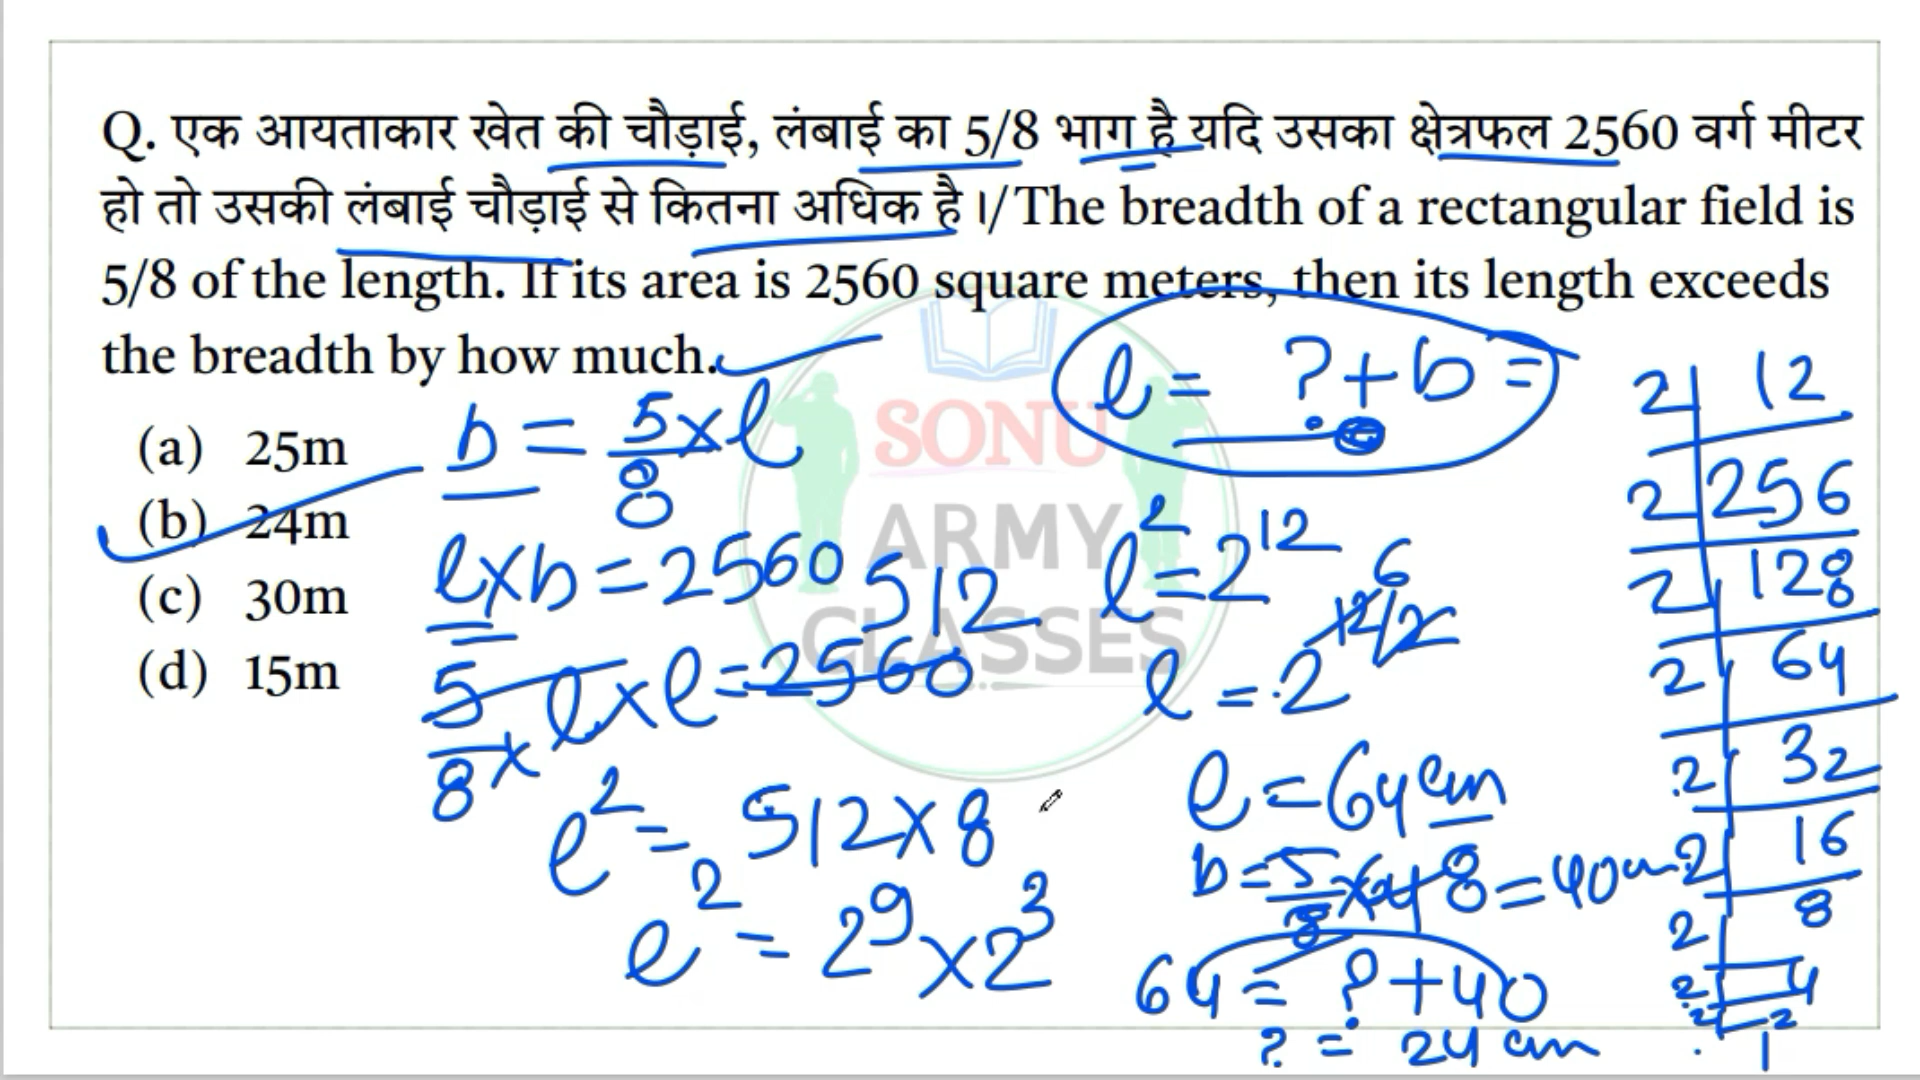 Q. एक आयताकार खेत की चौड़ाई, लंबाई का 5/8 भाग है यदि उसका क्षेत्रफल 2560 वर्ग मीटर
हो तो उसकी लंबाई चौड़ाई से कितना अधिक है ।/The breadth of a rectangular field is
5/8 of the length. If its area is 2560 square meters, then its length exceeds
the breadth by how much.
(a) 25m
(b) 24m
(c) 30m
(d) 15m
SONU
ARMY
CLASSES
b = 5/8 × l
l × b = 2560
512
5/8 × l × l = 2560
l² = 512 × 8
l² = 2⁹ × 2³
l = ? + b =
l² = 2¹²
6
l = 2^12/2
l = 64 cm
b = 5/8 × 64 8 = 40 cm
64 = ? + 40
? = 24 cm
2 | 12
2 | 256
2 | 128
2 | 64
2 | 32
2 | 16
2 | 8
2 | 4
2 | 2
1